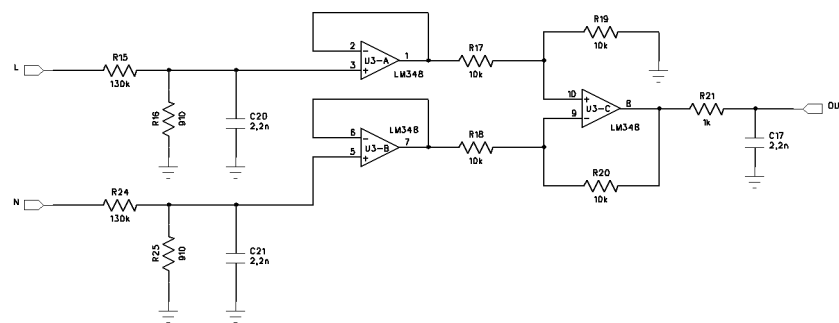 L
R15
130k
R16
910
C20
2,2n
2
3
1
U3-A
LM348
R17
10k
R19
10k
10
9
8
U3-C
LM348
R21
1k
OU
C17
2,2n
6
5
7
U3-B
LM348
R18
10k
R20
10k
N
R24
130k
R25
910
C21
2,2n